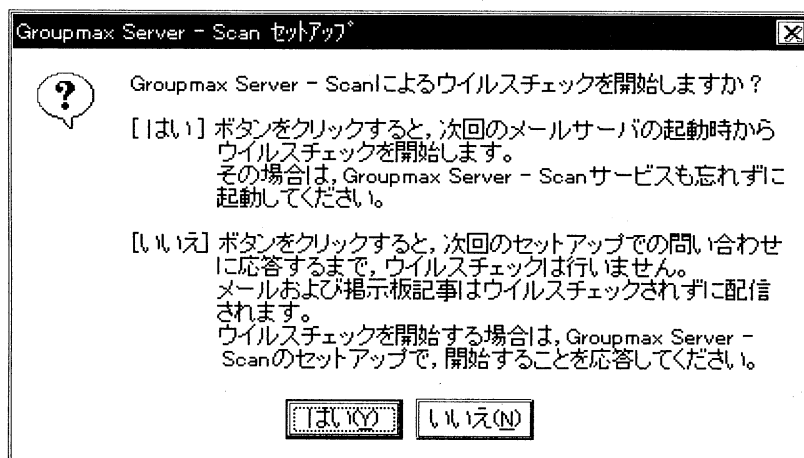 Groupmax Server - Scan ｾｯﾄｱｯﾌﾟ
Groupmax Server - Scanによるウイルスチェックを開始しますか？
[はい] ボタンをクリックすると，次回のメールサーバの起動時から
ウイルスチェックを開始します。
その場合は，Groupmax Server - Scanサービスも忘れずに
起動してください。
[いいえ] ボタンをクリックすると，次回のセットアップでの問い合わせ
に応答するまで，ウイルスチェックは行いません。
メールおよび掲示板記事はウイルスチェックされずに配信
されます。
ウイルスチェックを開始する場合は，Groupmax Server -
Scanのセットアップで，開始することを応答してください。
はい(Y) いいえ(N)